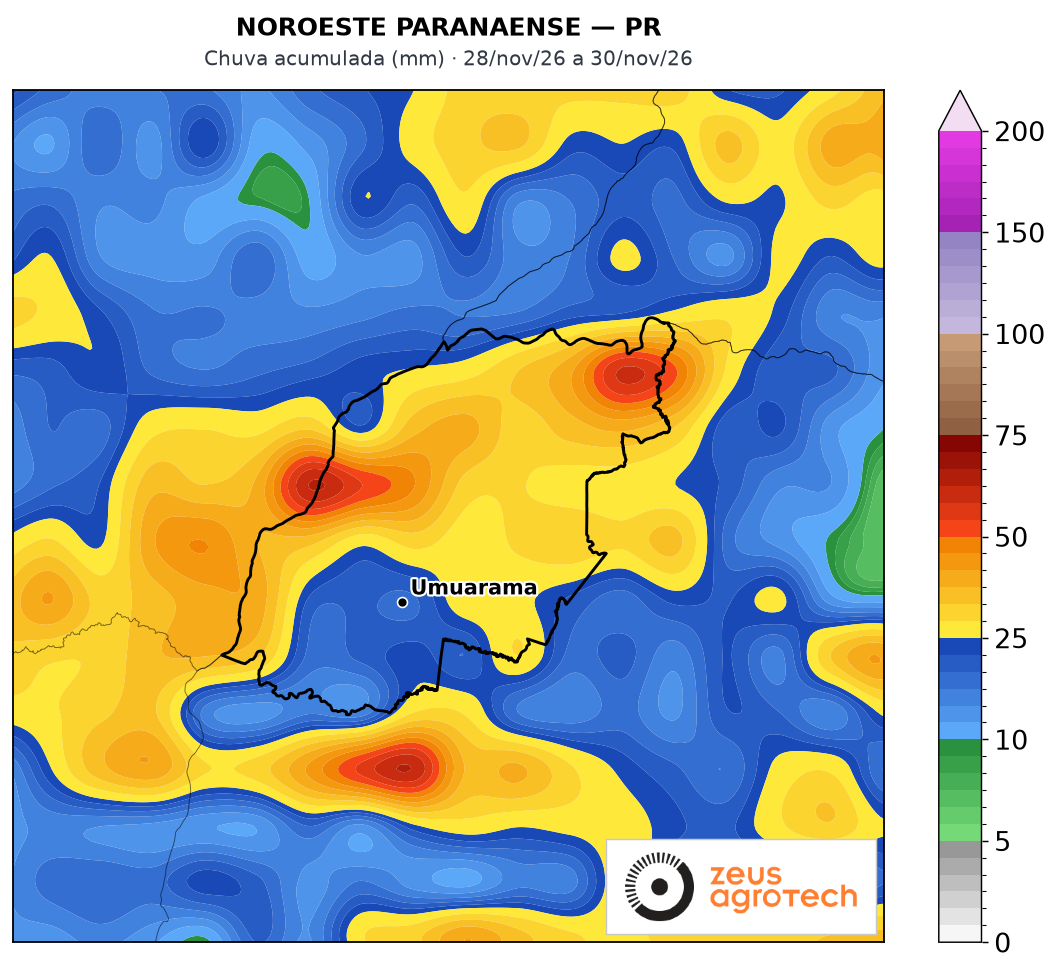 NOROESTE PARANAENSE — PR
Chuva acumulada (mm) · 28/nov/26 a 30/nov/26
200
150
100
75
50
25
10
5
0
Umuarama
zeus
agrotech